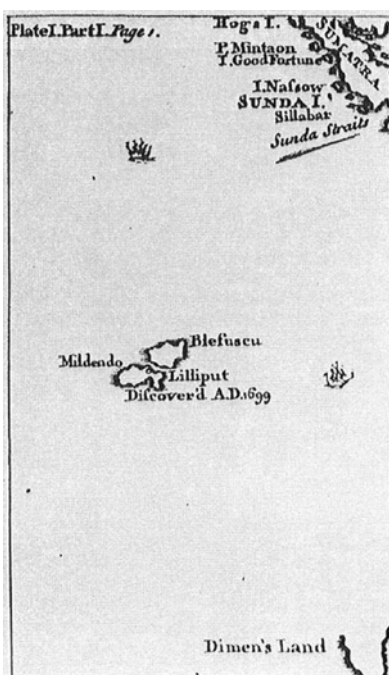 Plate I. Part I. Page 1.
Hogs I.
SUMATRA
P. Mintaon
I. Good Fortune
I. Naſsow
SUNDA I.
Sillabar
Sunda Straits
Blefuscu
Mildendo
Lilliput
Diſcover'd A.D. 1699
Dimen's Land